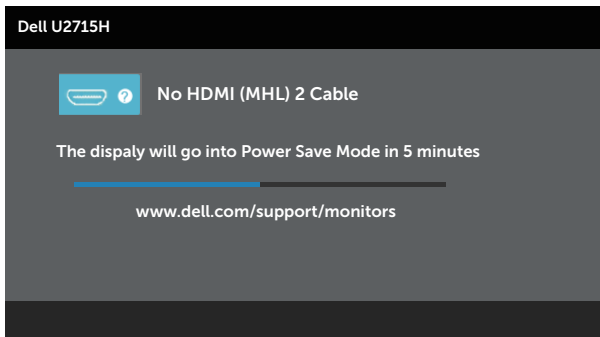 Dell U2715H
No HDMI (MHL) 2 Cable
The dispaly will go into Power Save Mode in 5 minutes
www.dell.com/support/monitors